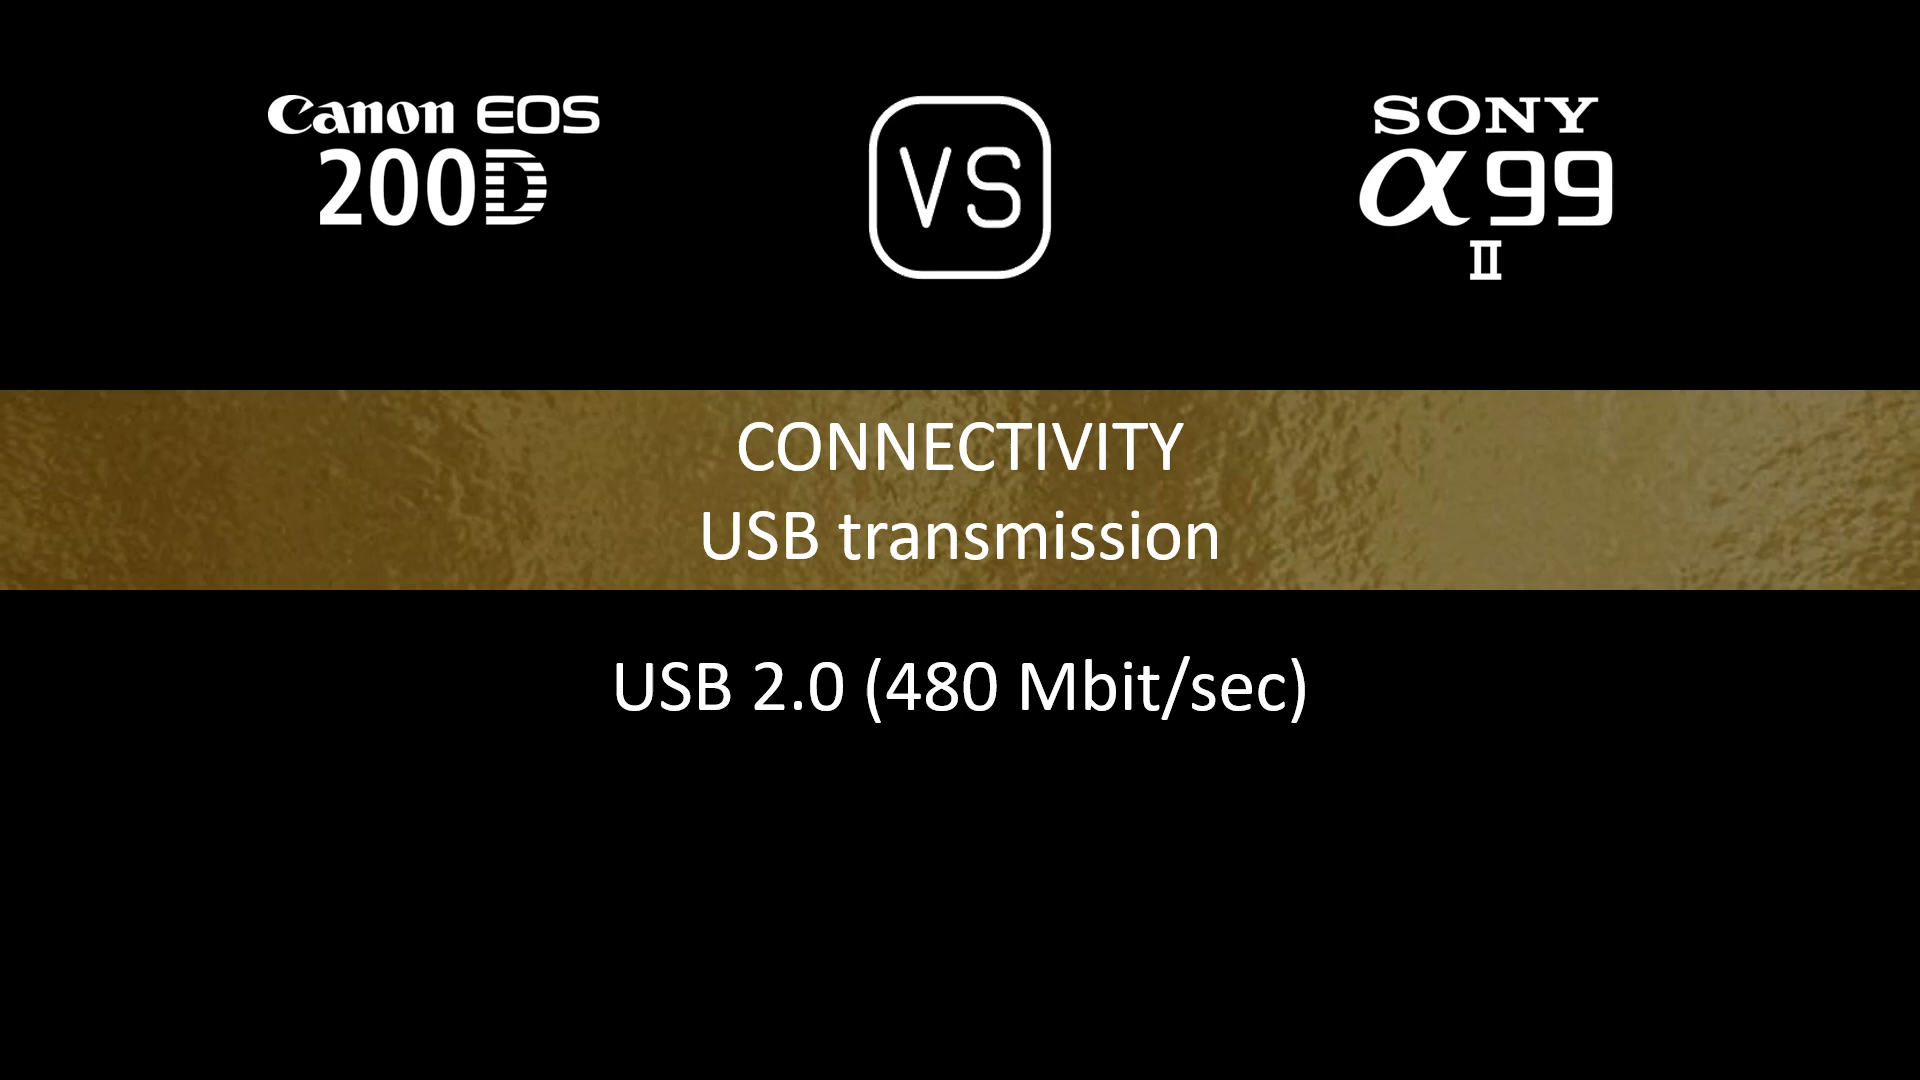 Canon EOS
200D
VS
SONY
α99
II
CONNECTIVITY
USB transmission
USB 2.0 (480 Mbit/sec)